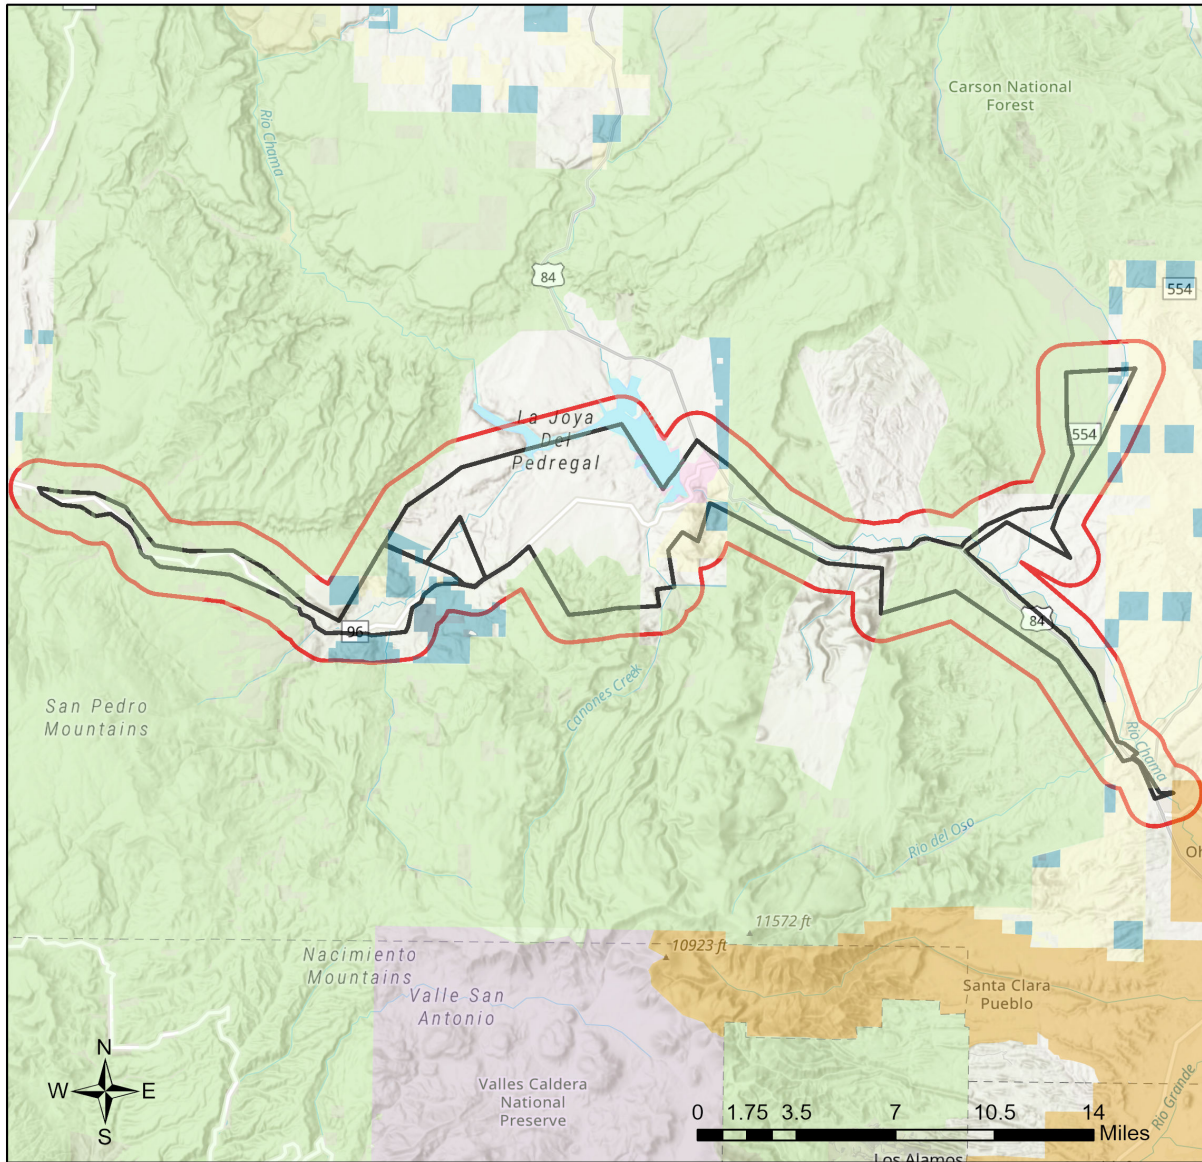 Carson National
Forest
Rio Chama
84
554
La Joya
Del
Pedregal
554
96
84
San Pedro
Mountains
Canones Creek
Rio Chama
Rio del Oso
Oh
11572 ft
10923 ft
Nacimiento
Mountains
Valle San
Antonio
Santa Clara
Pueblo
Valles Caldera
National
Preserve
Rio Grande
N
W E
S
0 1.75 3.5 7 10.5 14
Miles
Los Alamos